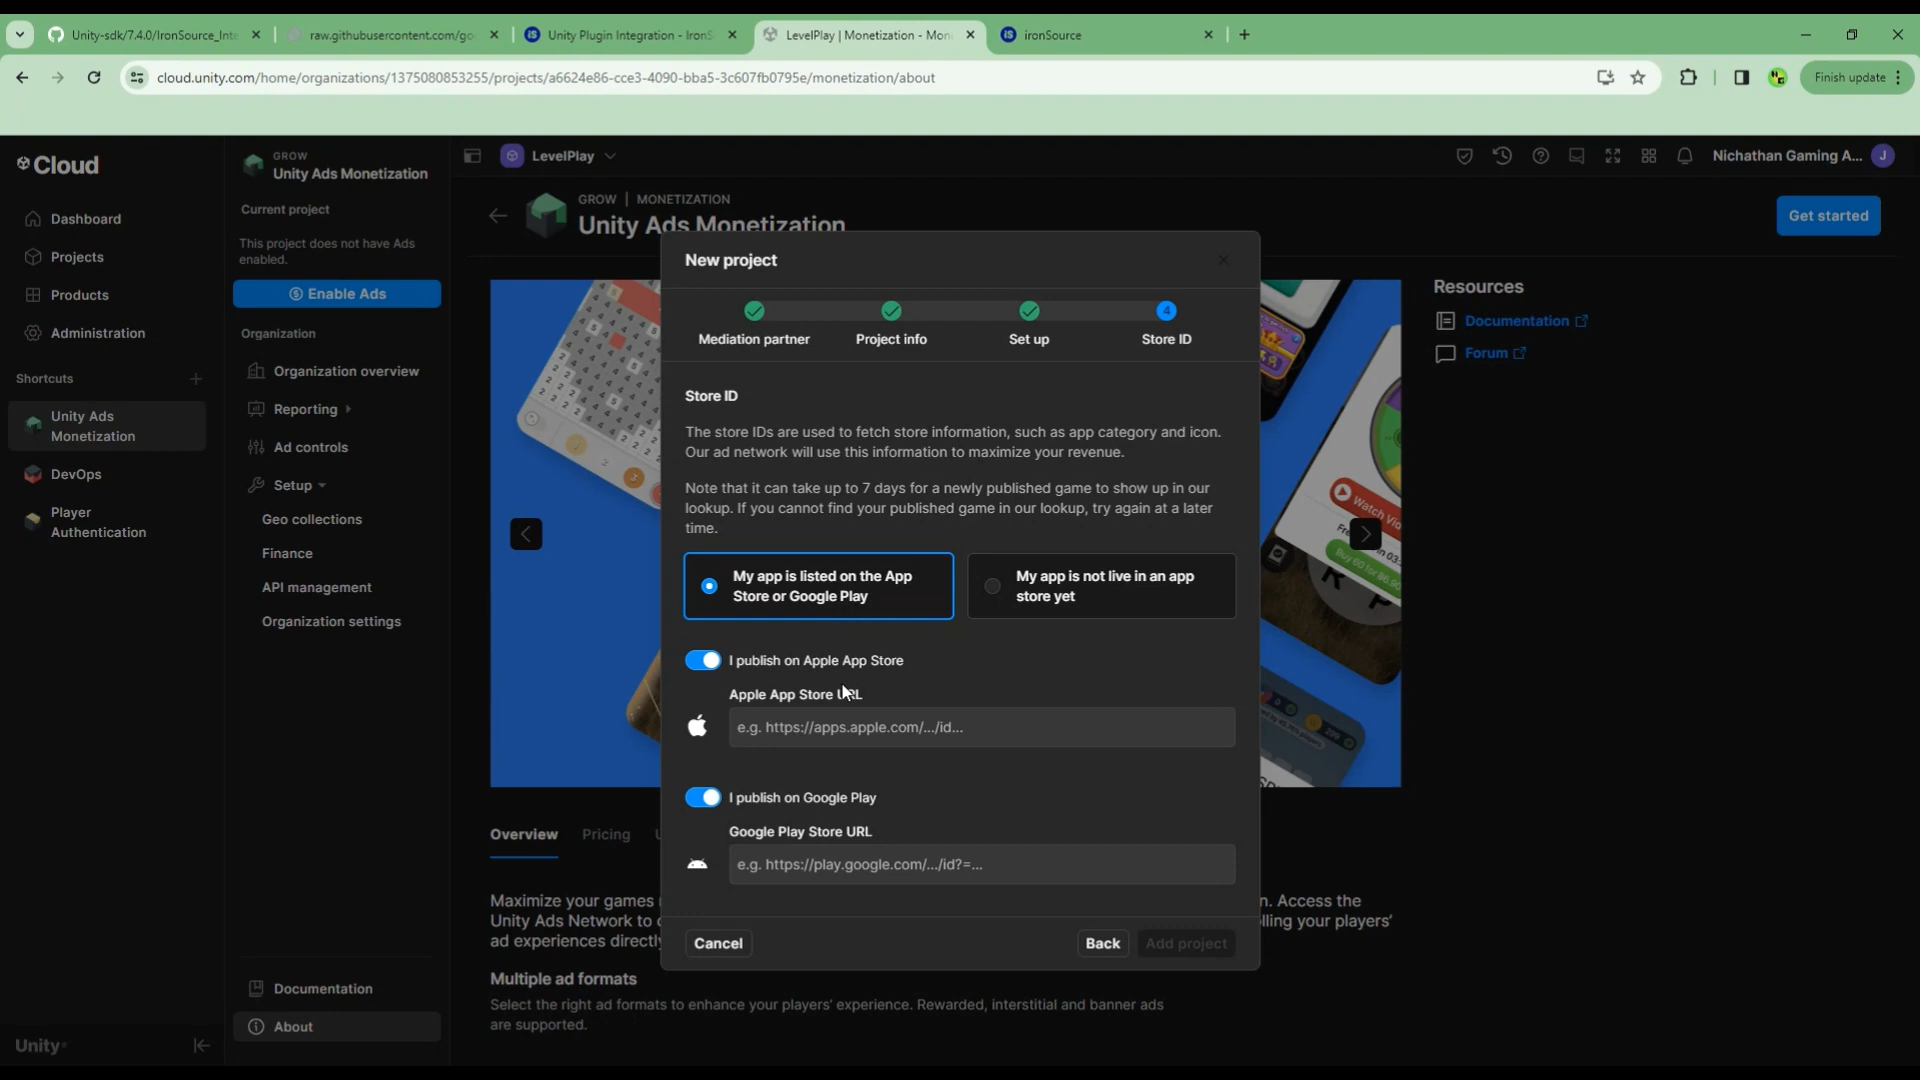 Unity-sdk/7.4.0/IronSource_Inte
raw.githubusercontent.com/go
Unity Plugin Integration - IronS
LevelPlay | Monetization - Mon
ironSource
cloud.unity.com/home/organizations/1375080853255/projects/a6624e86-cce3-4090-bba5-3c607fb0795e/monetization/about
Finish update
Cloud
Dashboard
Projects
Products
Administration
Shortcuts
Unity Ads
Monetization
DevOps
Player
Authentication
Unity
GROW
Unity Ads Monetization
Current project
This project does not have Ads
enabled.
Enable Ads
Organization
Organization overview
Reporting
Ad controls
Setup
Geo collections
Finance
API management
Organization settings
Documentation
About
LevelPlay
Nichathan Gaming A... J
GROW | MONETIZATION
Unity Ads Monetization
Get started
Resources
Documentation
Forum
New project
4
Mediation partner
Project info
Set up
Store ID
Store ID
The store IDs are used to fetch store information, such as app category and icon.
Our ad network will use this information to maximize your revenue.
Note that it can take up to 7 days for a newly published game to show up in our
lookup. If you cannot find your published game in our lookup, try again at a later
time.
My app is listed on the App
Store or Google Play
My app is not live in an app
store yet
I publish on Apple App Store
Apple App Store URL
e.g. https://apps.apple.com/.../id...
I publish on Google Play
Google Play Store URL
e.g. https://play.google.com/.../id?=...
Cancel
Back
Add project
Watch Vid
Overview
Pricing
Maximize your games
n. Access the
Unity Ads Network to
lling your players'
ad experiences directly
Multiple ad formats
Select the right ad formats to enhance your players' experience. Rewarded, interstitial and banner ads
are supported.